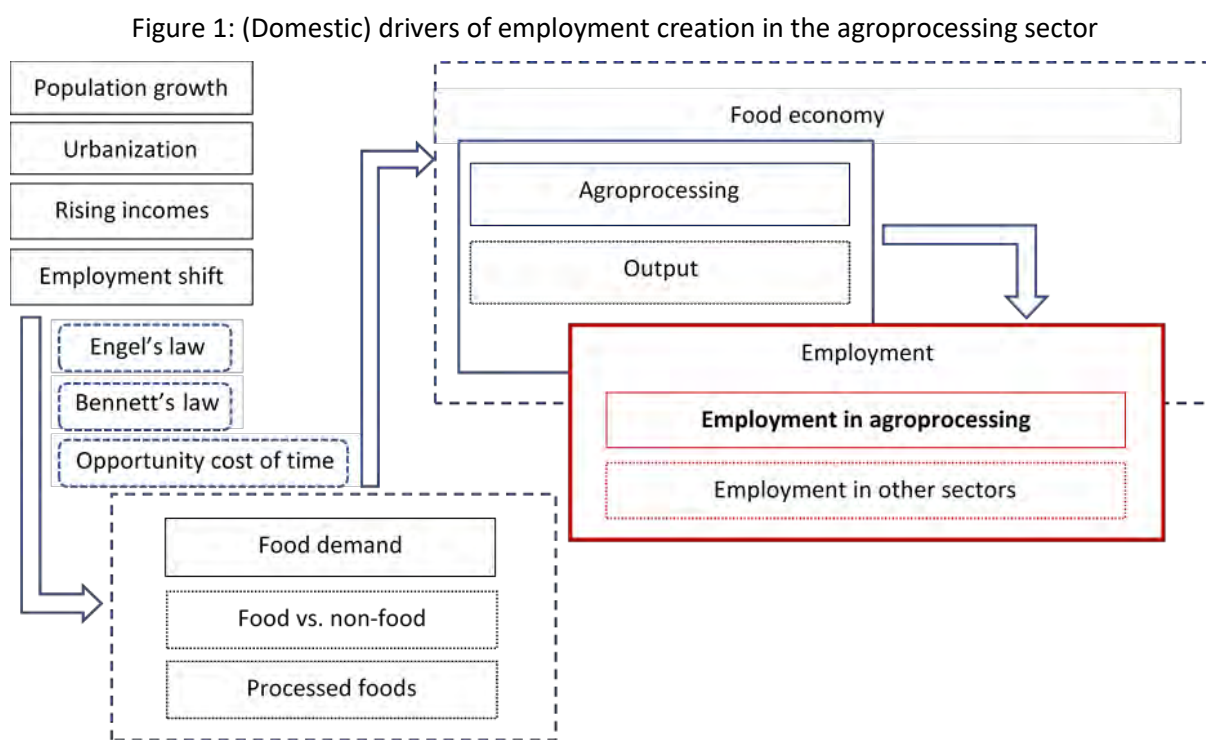 Figure 1: (Domestic) drivers of employment creation in the agroprocessing sector
Population growth
Urbanization
Rising incomes
Employment shift
Engel’s law
Bennett’s law
Opportunity cost of time
Food demand
Food vs. non-food
Processed foods
Food economy
Agroprocessing
Output
Employment
Employment in agroprocessing
Employment in other sectors